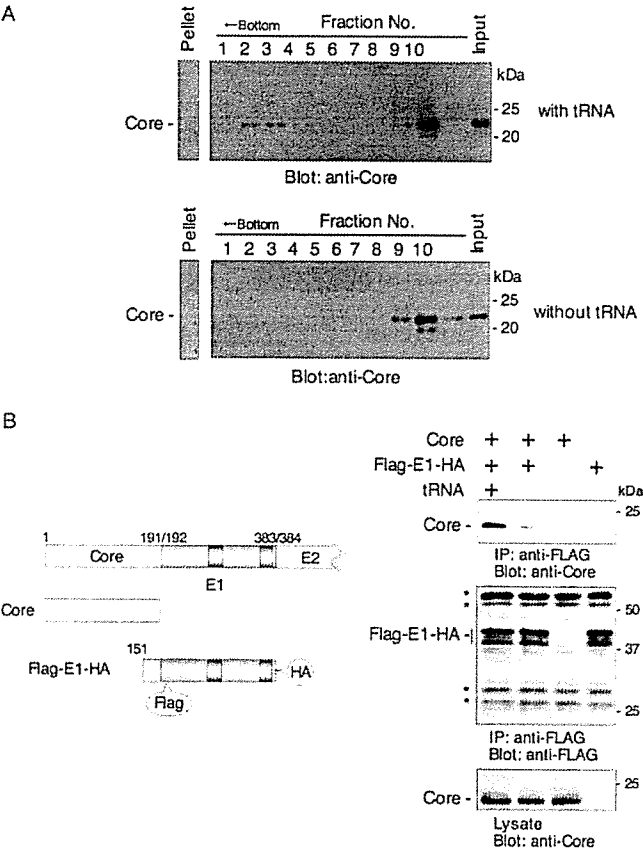 A
Pellet
←Bottom Fraction No. Input
1 2 3 4 5 6 7 8 9 10
kDa
- 25
Core - with tRNA
- 20
Blot: anti-Core
Pellet
←Bottom Fraction No. Input
1 2 3 4 5 6 7 8 9 10
kDa
- 25
Core - without tRNA
- 20
Blot:anti-Core
B
1 191/192 383/384
Core E2
E1
Core
151
Flag-E1-HA HA
Flag
Core + + +
Flag-E1-HA + + +
tRNA +
kDa
- 25
Core -
IP: anti-FLAG
Blot: anti-Core
*
*
- 50
Flag-E1-HA -
- 37
*
*
- 25
IP: anti-FLAG
Blot: anti-FLAG
- 25
Core -
Lysate
Blot: anti-Core